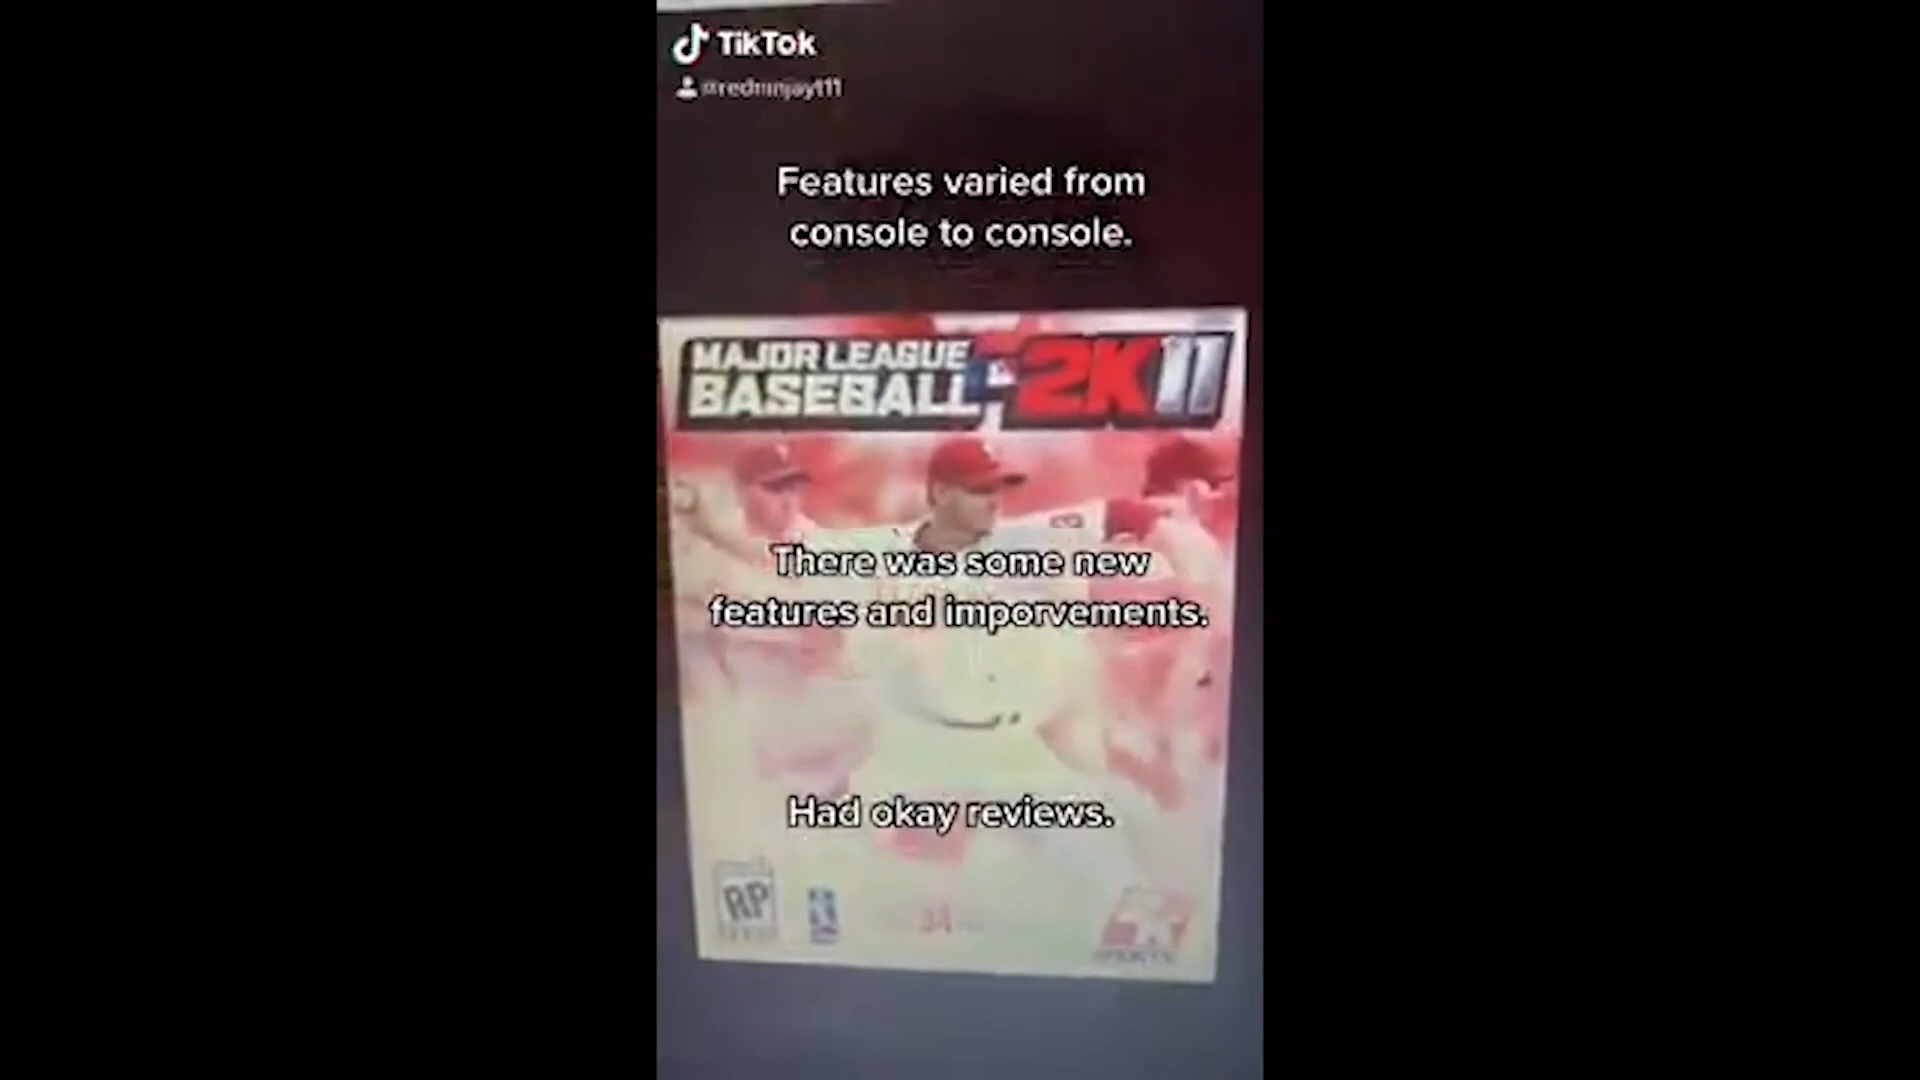 TikTok
Features varied from
console to console.
MAJOR LEAGUE
BASEBALL 2K11
There was some new
features and imporvements.
Had okay reviews.
RP
34